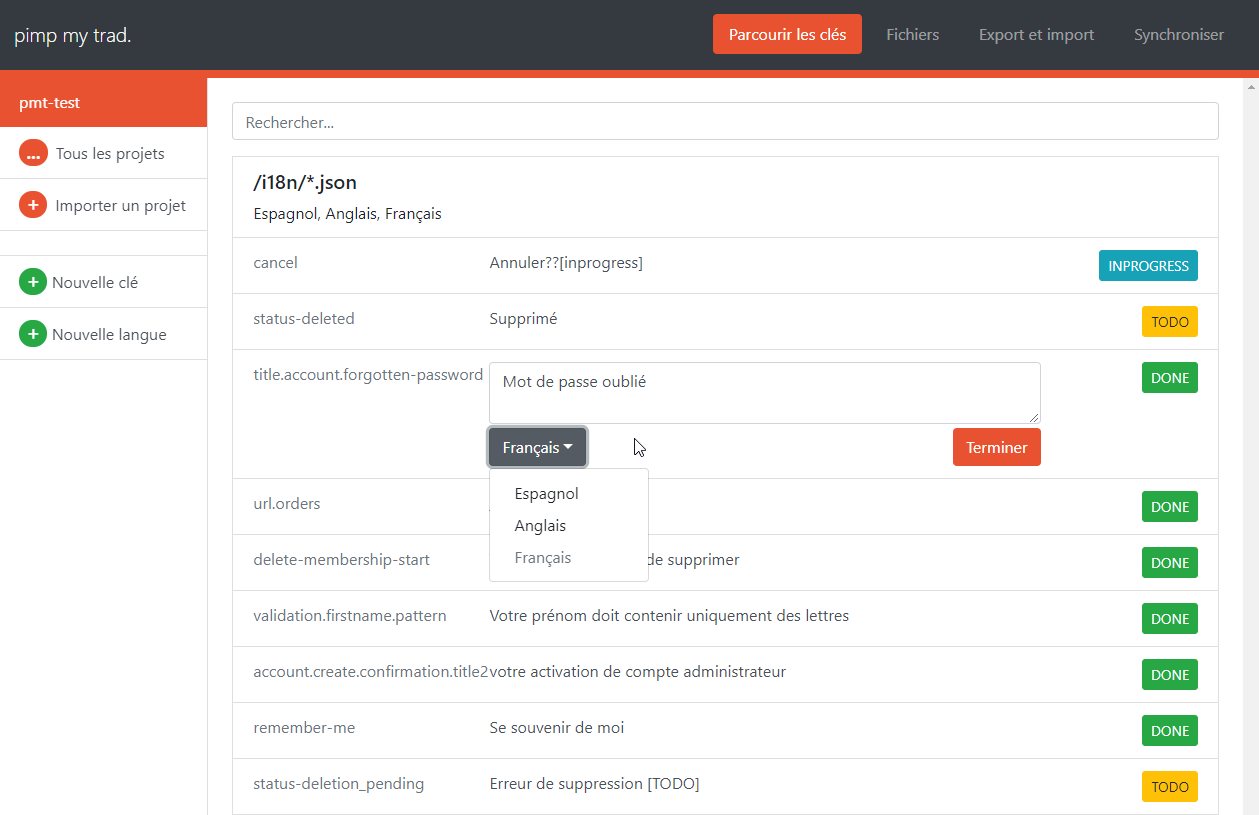 pimp my trad.
Parcourir les clés
Fichiers
Export et import
Synchroniser
pmt-test
... Tous les projets
+ Importer un projet
+ Nouvelle clé
+ Nouvelle langue
Rechercher...
/i18n/*.json
Espagnol, Anglais, Français
cancel Annuler??[inprogress] INPROGRESS
status-deleted Supprimé TODO
title.account.forgotten-password Mot de passe oublié DONE
Français Terminer
Espagnol
Anglais
Français
url.orders DONE
delete-membership-start de supprimer DONE
validation.firstname.pattern Votre prénom doit contenir uniquement des lettres DONE
account.create.confirmation.title2 votre activation de compte administrateur DONE
remember-me Se souvenir de moi DONE
status-deletion_pending Erreur de suppression [TODO] TODO